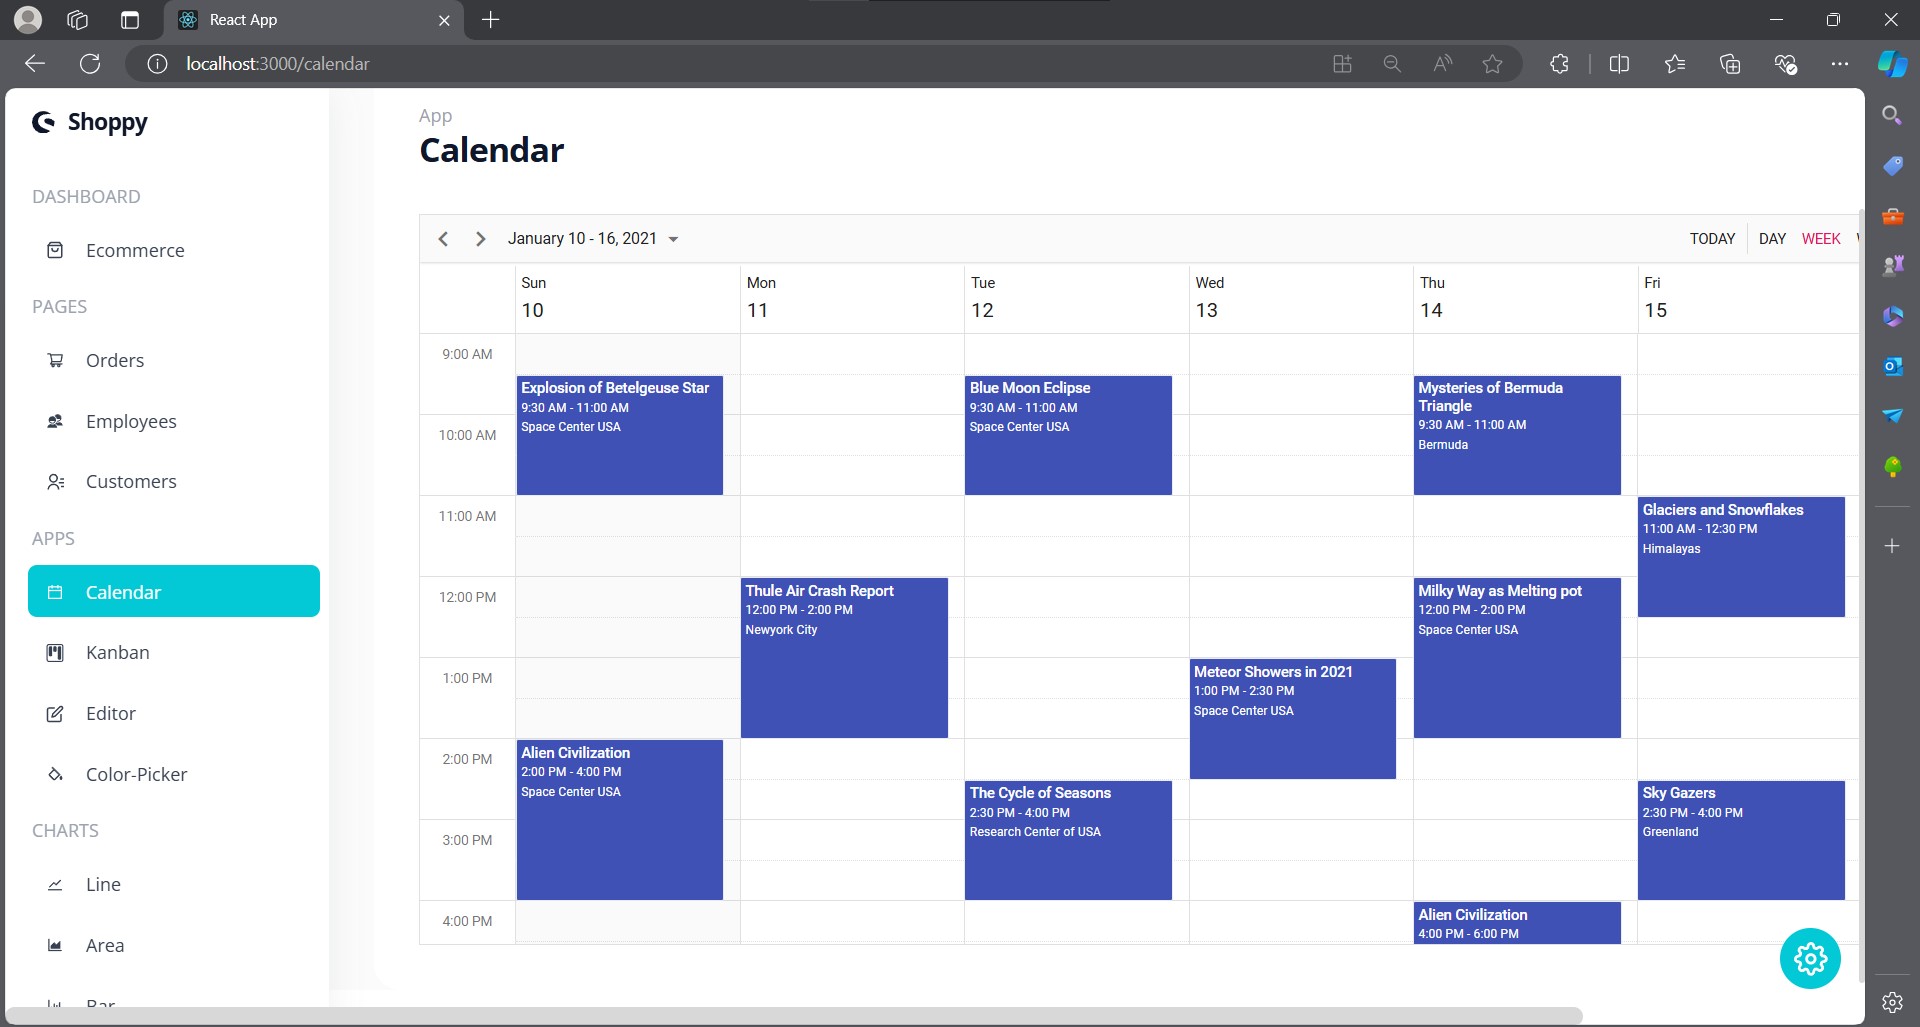 React App
localhost:3000/calendar
Shoppy
DASHBOARD
Ecommerce
PAGES
Orders
Employees
Customers
APPS
Calendar
Kanban
Editor
Color-Picker
CHARTS
Line
Area
Bar
App
Calendar
January 10 - 16, 2021
TODAY DAY WEEK
Sun Mon Tue Wed Thu Fri
10 11 12 13 14 15
9:00 AM
10:00 AM
11:00 AM
12:00 PM
1:00 PM
2:00 PM
3:00 PM
4:00 PM
Explosion of Betelgeuse Star
9:30 AM - 11:00 AM
Space Center USA
Alien Civilization
2:00 PM - 4:00 PM
Space Center USA
Thule Air Crash Report
12:00 PM - 2:00 PM
Newyork City
Blue Moon Eclipse
9:30 AM - 11:00 AM
Space Center USA
The Cycle of Seasons
2:30 PM - 4:00 PM
Research Center of USA
Meteor Showers in 2021
1:00 PM - 2:30 PM
Space Center USA
Mysteries of Bermuda
Triangle
9:30 AM - 11:00 AM
Bermuda
Milky Way as Melting pot
12:00 PM - 2:00 PM
Space Center USA
Alien Civilization
4:00 PM - 6:00 PM
Glaciers and Snowflakes
11:00 AM - 12:30 PM
Himalayas
Sky Gazers
2:30 PM - 4:00 PM
Greenland